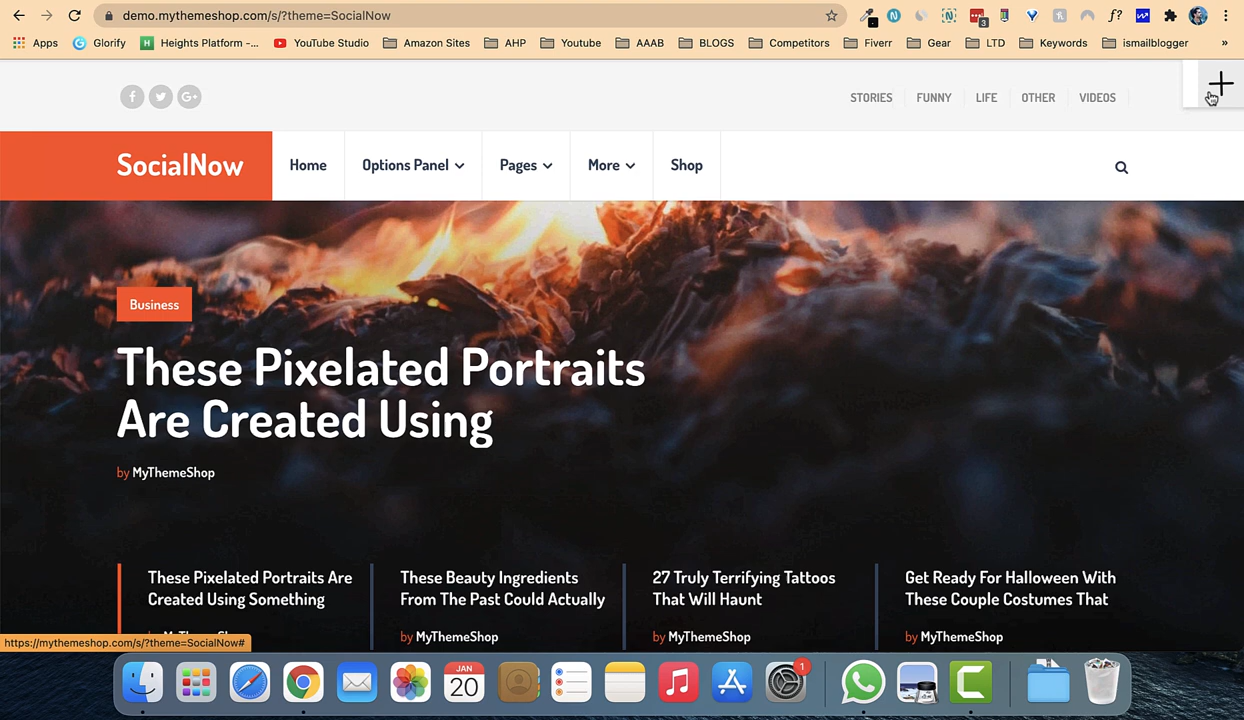 demo.mythemeshop.com/s/?theme=SocialNow
3
f?
Apps Glorify Heights Platform –... YouTube Studio Amazon Sites AHP Youtube AAAB BLOGS Competitors Fiverr Gear LTD Keywords ismailblogger »
STORIES FUNNY LIFE OTHER VIDEOS
SocialNow Home Options Panel Pages More Shop
Business
These Pixelated Portraits
Are Created Using
by MyThemeShop
These Pixelated Portraits Are
Created Using Something
These Beauty Ingredients
From The Past Could Actually
by MyThemeShop
27 Truly Terrifying Tattoos
That Will Haunt
by MyThemeShop
Get Ready For Halloween With
These Couple Costumes That
by MyThemeShop
https://mythemeshop.com/s/?theme=SocialNow#
JAN
20
1